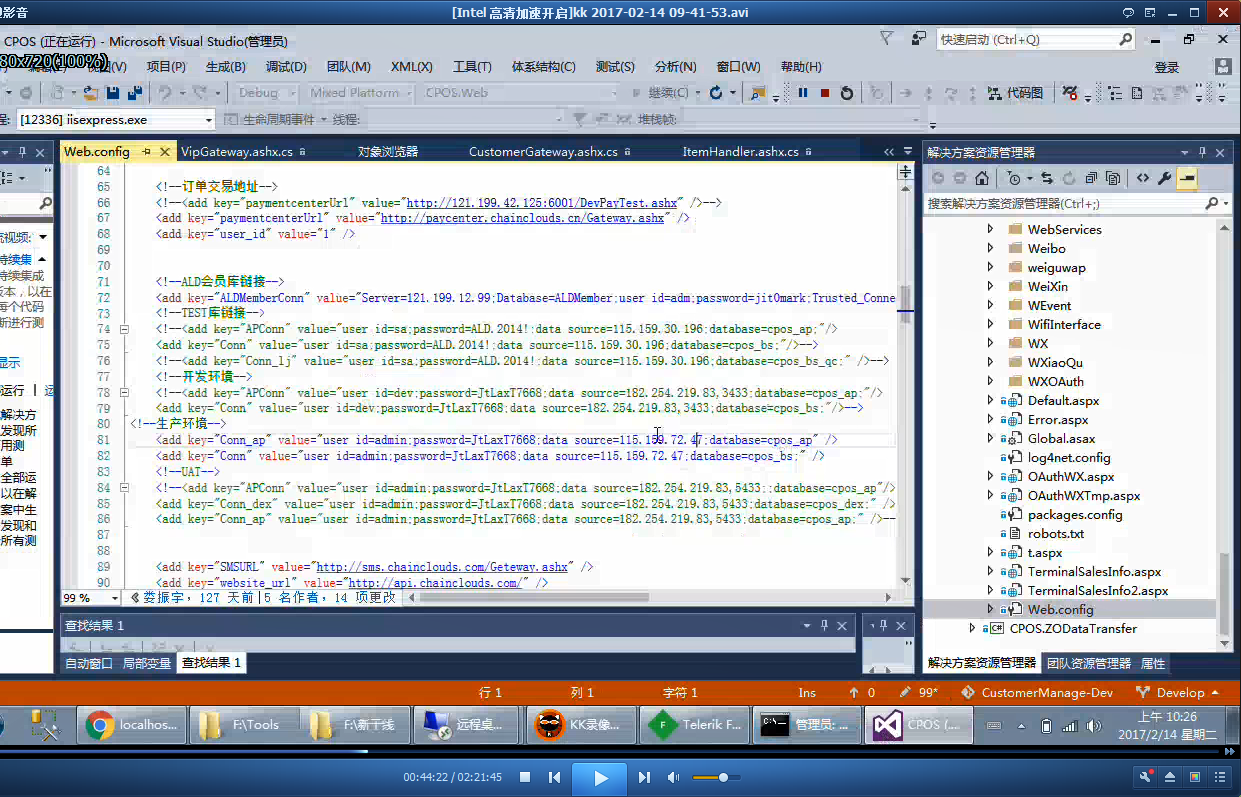 影音
[Intel 高清加速开启]kk 2017-02-14 09-41-53.avi
CPOS (正在运行) - Microsoft Visual Studio(管理员)
快速启动 (Ctrl+Q)
80x720(100%)
视图(V) 项目(P) 生成(B) 调试(D) 团队(M) XML(X) 工具(T) 体系结构(C) 测试(S) 分析(N) 窗口(W) 帮助(H) 登录
Debug Mixed Platform CPOS.Web 继续(C) 代码图
程: [12336] iisexpress.exe 生命周期事件 线程: 堆栈帧:
Web.config VipGateway.ashx.cs 对象浏览器 CustomerGateway.ashx.cs ItemHandler.ashx.cs
64
65 <!--订单交易地址-->
66 <!--<add key="paymentcenterUrl" value="http://121.199.42.125:6001/DevPayTest.ashx" />-->
67 <add key="paymentcenterUrl" value="http://paycenter.chainclouds.cn/Gateway.ashx" />
68 <add key="user_id" value="1" />
69
70
71 <!--ALD会员库链接-->
72 <add key="ALDMemberConn" value="Server=121.199.12.99;Database=ALDMember;user id=adm;password=jitOmark;Trusted_Conne
73 <!--TEST库链接-->
74 <!--<add key="APConn" value="user id=sa;password=ALD.2014!;data source=115.159.30.196;database=cpos_ap;"/>
75 <add key="Conn" value="user id=sa;password=ALD.2014!;data source=115.159.30.196;database=cpos_bs;"/>-->
76 <!--<add key="Conn_lj" value="user id=sa;password=ALD.2014!;data source=115.159.30.196;database=cpos_bs_qc;" />-->
77 <!--开发环境-->
78 <!--<add key="APConn" value="user id=dev;password=JtLaxT7668;data source=182.254.219.83,3433;database=cpos_ap;"/>
79 <add key="Conn" value="user id=dev;password=JtLaxT7668;data source=182.254.219.83,3433;database=cpos_bs;"/>-->
80 <!--生产环境-->
81 <add key="Conn_ap" value="user id=admin;password=JtLaxT7668;data source=115.159.72.47;database=cpos_ap" />
82 <add key="Conn" value="user id=admin;password=JtLaxT7668;data source=115.159.72.47;database=cpos_bs;" />
83 <!--UAT-->
84 <!--<add key="APConn" value="user id=admin;password=JtLaxT7668;data source=182.254.219.83,5433:;database=cpos_ap"/>
85 <add key="Conn_dex" value="user id=admin;password=JtLaxT7668;data source=182.254.219.83,5433;database=cpos_dex;" />
86 <add key="Conn_ap" value="user id=admin;password=JtLaxT7668;data source=182.254.219.83,5433;database=cpos_ap;" />--
87
88
89 <add key="SMSURL" value="http://sms.chainclouds.com/Geteway.ashx" />
90 <add key="website_url" value="http://api.chainclouds.com/" />
99 % 娄振宇，127 天前|5 名作者，14 项更改
流视频:
持续集
持续集成
版本，以在
每个代码
新进行测
显示
运行 | 运
解决方
发现所
用测
单
全部运
以在解
案中生
发现和
所有测
解决方案资源管理器
搜索解决方案资源管理器(Ctrl+;)
WebServices
Weibo
weiguwap
WeiXin
WEvent
WifiInterface
WX
WXiaoQu
WXOAuth
Default.aspx
Error.aspx
Global.asax
log4net.config
OAuthWX.aspx
OAuthWXTmp.aspx
packages.config
robots.txt
t.aspx
TerminalSalesInfo.aspx
TerminalSalesInfo2.aspx
Web.config
C# CPOS.ZODataTransfer
查找结果 1
自动窗口 局部变量 查找结果 1
解决方案资源管理器 团队资源管理器 属性
行 1 列 1 字符 1 Ins 0 99* CustomerManage-Dev Develop
localhos... F:\Tools F:\新干线 远程桌... KK录像... Telerik F... 管理员: ... CPOS (...
上午 10:26
2017/2/14 星期二
00:44:22 / 02:21:45